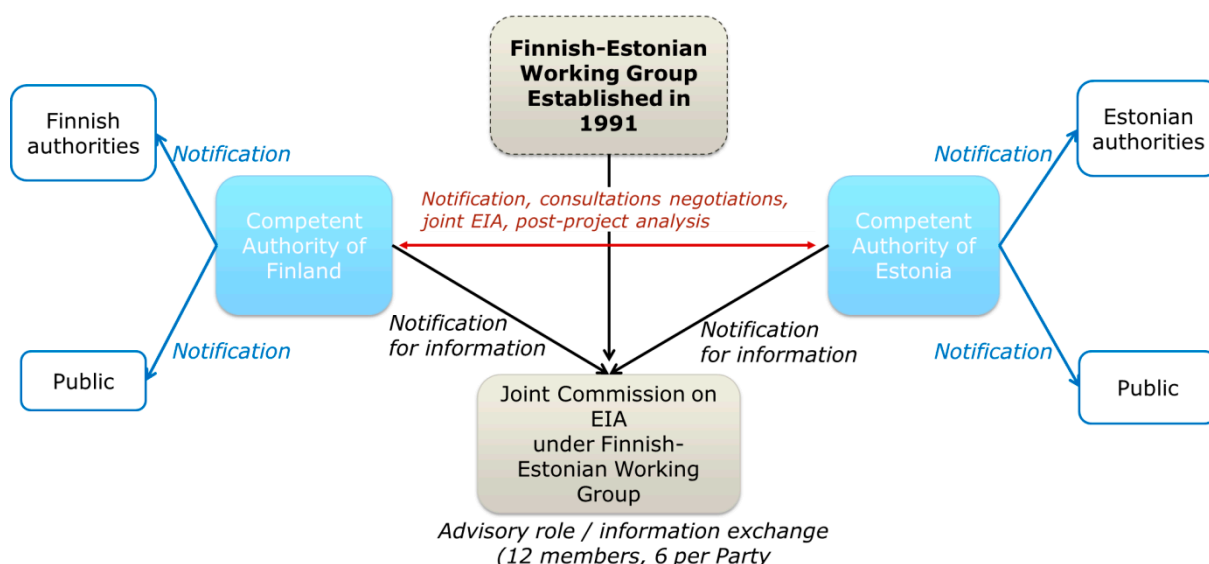 Finnish-Estonian
Working Group
Established in
1991
Finnish
authorities
Notification
Estonian
authorities
Notification
Competent
Authority of
Finland
Notification, consultations negotiations,
joint EIA, post-project analysis
Competent
Authority of
Estonia
Notification
for information
Notification
for information
Notification
Public
Notification
Public
Joint Commission on
EIA
under Finnish-
Estonian Working
Group
Advisory role / information exchange
(12 members, 6 per Party